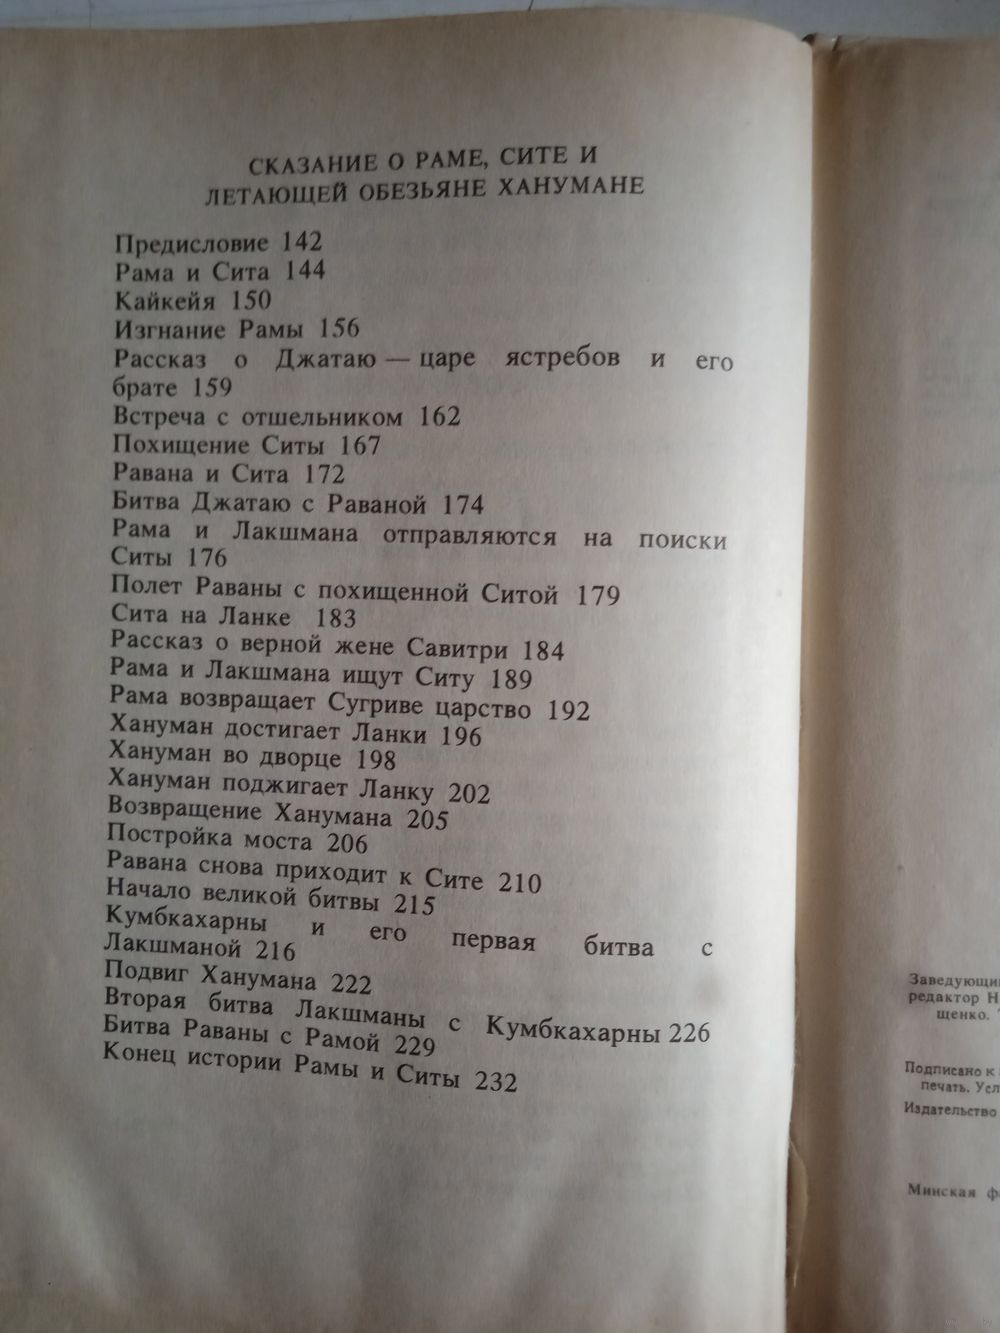 СКАЗАНИЕ О РАМЕ, СИТЕ И
ЛЕТАЮЩЕЙ ОБЕЗЬЯНЕ ХАНУМАНЕ
Предисловие 142
Рама и Сита 144
Кайкейя 150
Изгнание Рамы 156
Рассказ о Джатаю — царе ястребов и его
брате 159
Встреча с отшельником 162
Похищение Ситы 167
Равана и Сита 172
Битва Джатаю с Раваной 174
Рама и Лакшмана отправляются на поиски
Ситы 176
Полет Раваны с похищенной Ситой 179
Сита на Ланке 183
Рассказ о верной жене Савитри 184
Рама и Лакшмана ищут Ситу 189
Рама возвращает Сугриве царство 192
Хануман достигает Ланки 196
Хануман во дворце 198
Хануман поджигает Ланку 202
Возвращение Ханумана 205
Постройка моста 206
Равана снова приходит к Сите 210
Начало великой битвы 215
Кумбкахарны и его первая битва с
Лакшманой 216
Подвиг Ханумана 222
Вторая битва Лакшманы с Кумбкахарны 226
Битва Раваны с Рамой 229
Конец истории Рамы и Ситы 232
Заведующий
редактор Н
щенко.
Подписано к
печать. Усл
Издательство
Минская ф